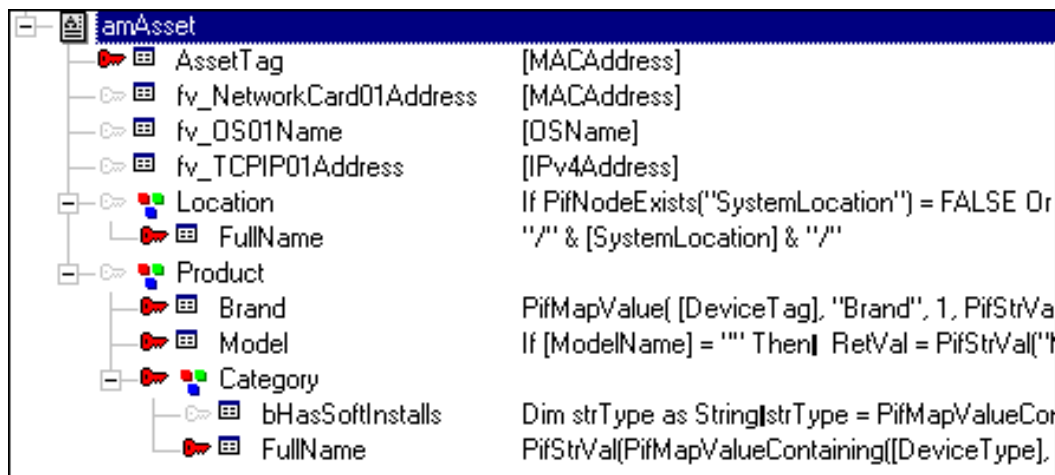 amAsset
AssetTag [MACAddress]
fv_NetworkCard01Address [MACAddress]
fv_OS01Name [OSName]
fv_TCPIP01Address [IPv4Address]
Location If PifNodeExists("SystemLocation") = FALSE Or
FullName "/" & [SystemLocation] & "/"
Product
Brand PifMapValue( [DeviceTag], "Brand", 1, PifStrVa
Model If [ModelName] = "" Then| RetVal = PifStrVal("
Category
bHasSoftInstalls Dim strType as String|strType = PifMapValueCon
FullName PifStrVal(PifMapValueContaining([DeviceType],